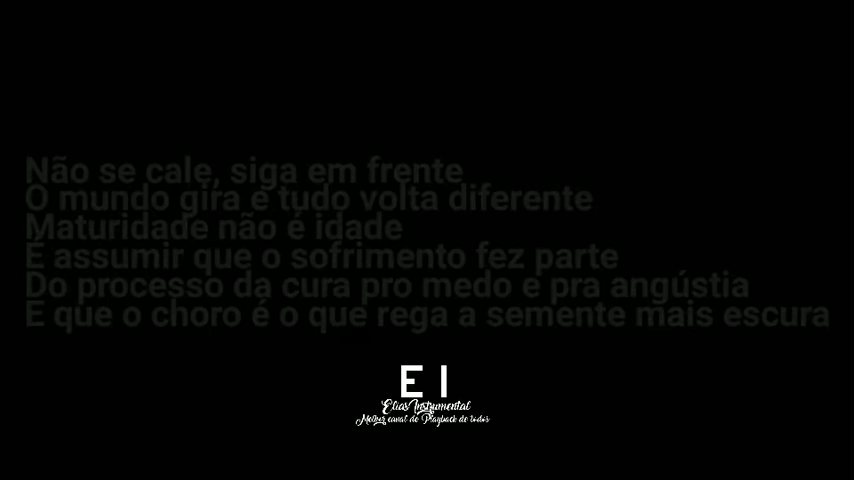 Não se cale, siga em frente
O mundo gira e tudo volta diferente
Maturidade não é idade
É assumir que o sofrimento fez parte
Do processo da cura pro medo e pra angústia
E que o choro é o que rega a semente mais escura
E I
Elias Instrumental
Melhor canal de Playback de todos